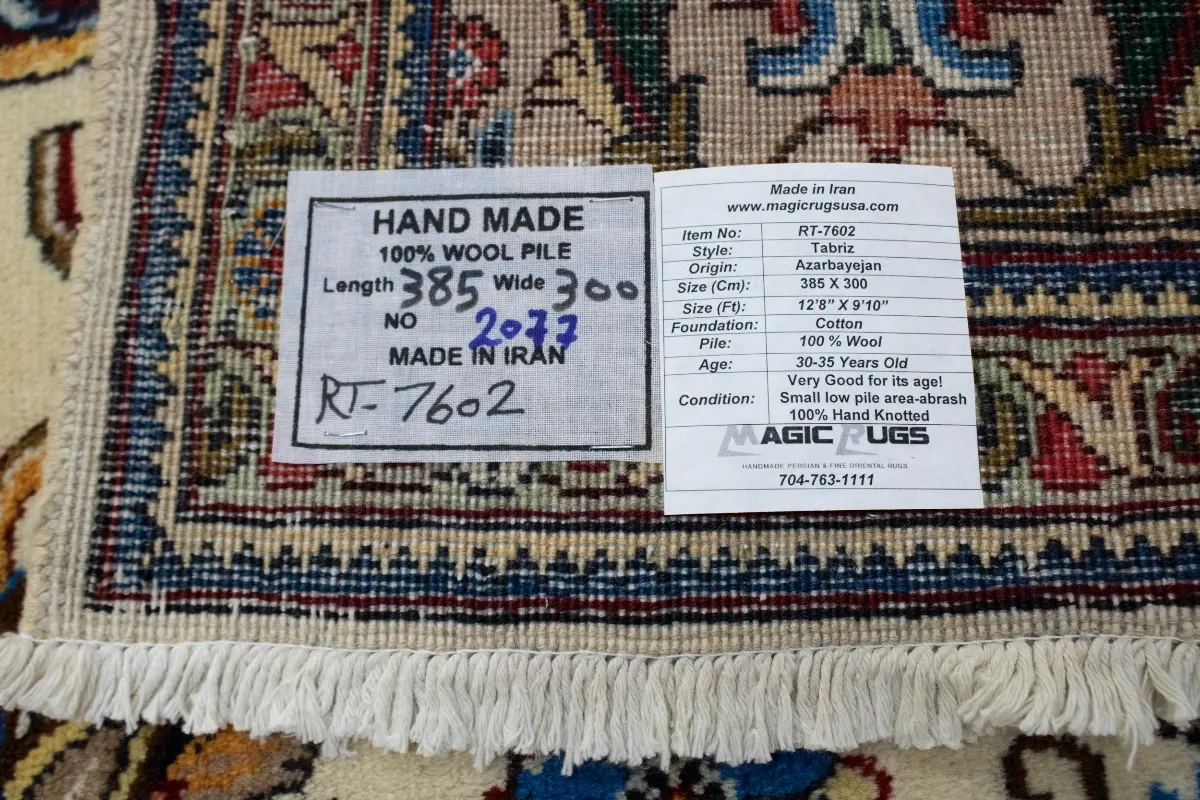 HAND MADE
100% WOOL PILE
Length 385 Wide 300
NO 2077
MADE IN IRAN
RT-7602
Made in Iran
www.magicrugsusa.com
Item No: RT-7602
Style: Tabriz
Origin: Azarbayejan
Size (Cm): 385 X 300
Size (Ft): 12'8" X 9'10"
Foundation: Cotton
Pile: 100 % Wool
Age: 30-35 Years Old
Condition: Very Good for its age!
Small low pile area-abrash
100% Hand Knotted
MAGIC RUGS
HANDMADE PERSIAN & FINE ORIENTAL RUGS
704-763-1111